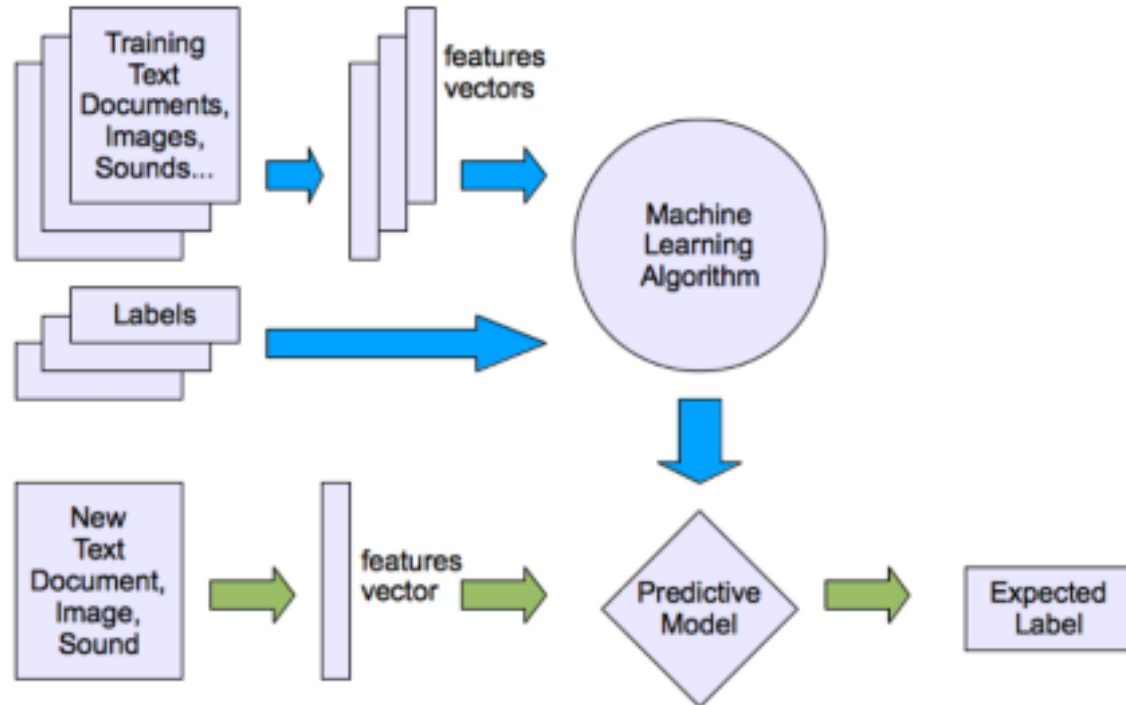 Training
Text
Documents,
Images,
Sounds...
features
vectors
Machine
Learning
Algorithm
Labels
New
Text
Document,
Image,
Sound
features
vector
Predictive
Model
Expected
Label